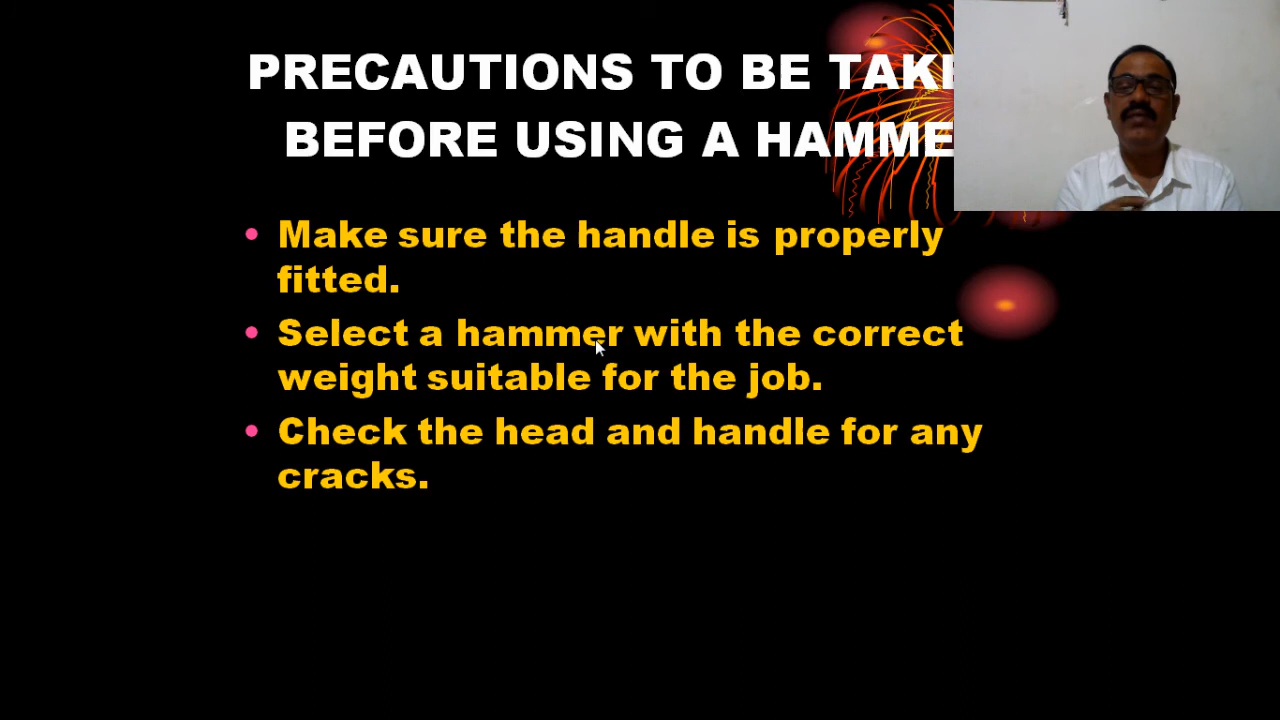 PRECAUTIONS TO BE
BEFORE USING A
• Make sure the handle is properly
fitted.
• Select a hammer with the correct
weight suitable for the job.
• Check the head and handle for any
cracks.